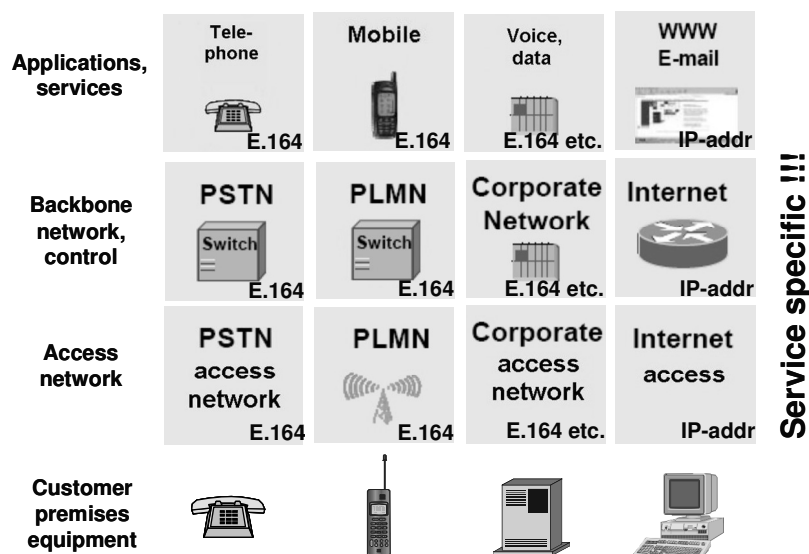 Applications,
services
Tele-
phone
E.164
Mobile
E.164
Voice,
data
E.164 etc.
WWW
E-mail
IP-addr
Backbone
network,
control
PSTN
Switch
E.164
PLMN
Switch
E.164
Corporate
Network
E.164 etc.
Internet
IP-addr
Access
network
PSTN
access
network
E.164
PLMN
E.164
Corporate
access
network
E.164 etc.
Internet
access
IP-addr
Customer
premises
equipment
Service specific !!!